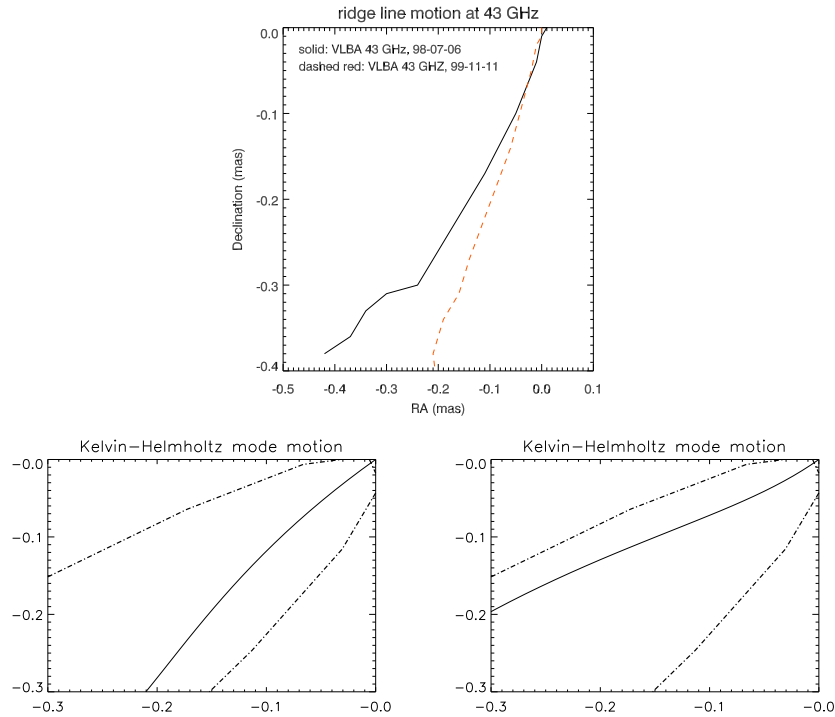 ridge line motion at 43 GHz
solid: VLBA 43 GHz, 98-07-06
dashed red: VLBA 43 GHZ, 99-11-11
0.0
-0.1
-0.2
-0.3
-0.4
Declination (mas)
-0.5 -0.4 -0.3 -0.2 -0.1 0.0 0.1
RA (mas)
Kelvin-Helmholtz mode motion
-0.0
-0.1
-0.2
-0.3
-0.3 -0.2 -0.1 -0.0
Kelvin-Helmholtz mode motion
-0.0
-0.1
-0.2
-0.3
-0.3 -0.2 -0.1 -0.0